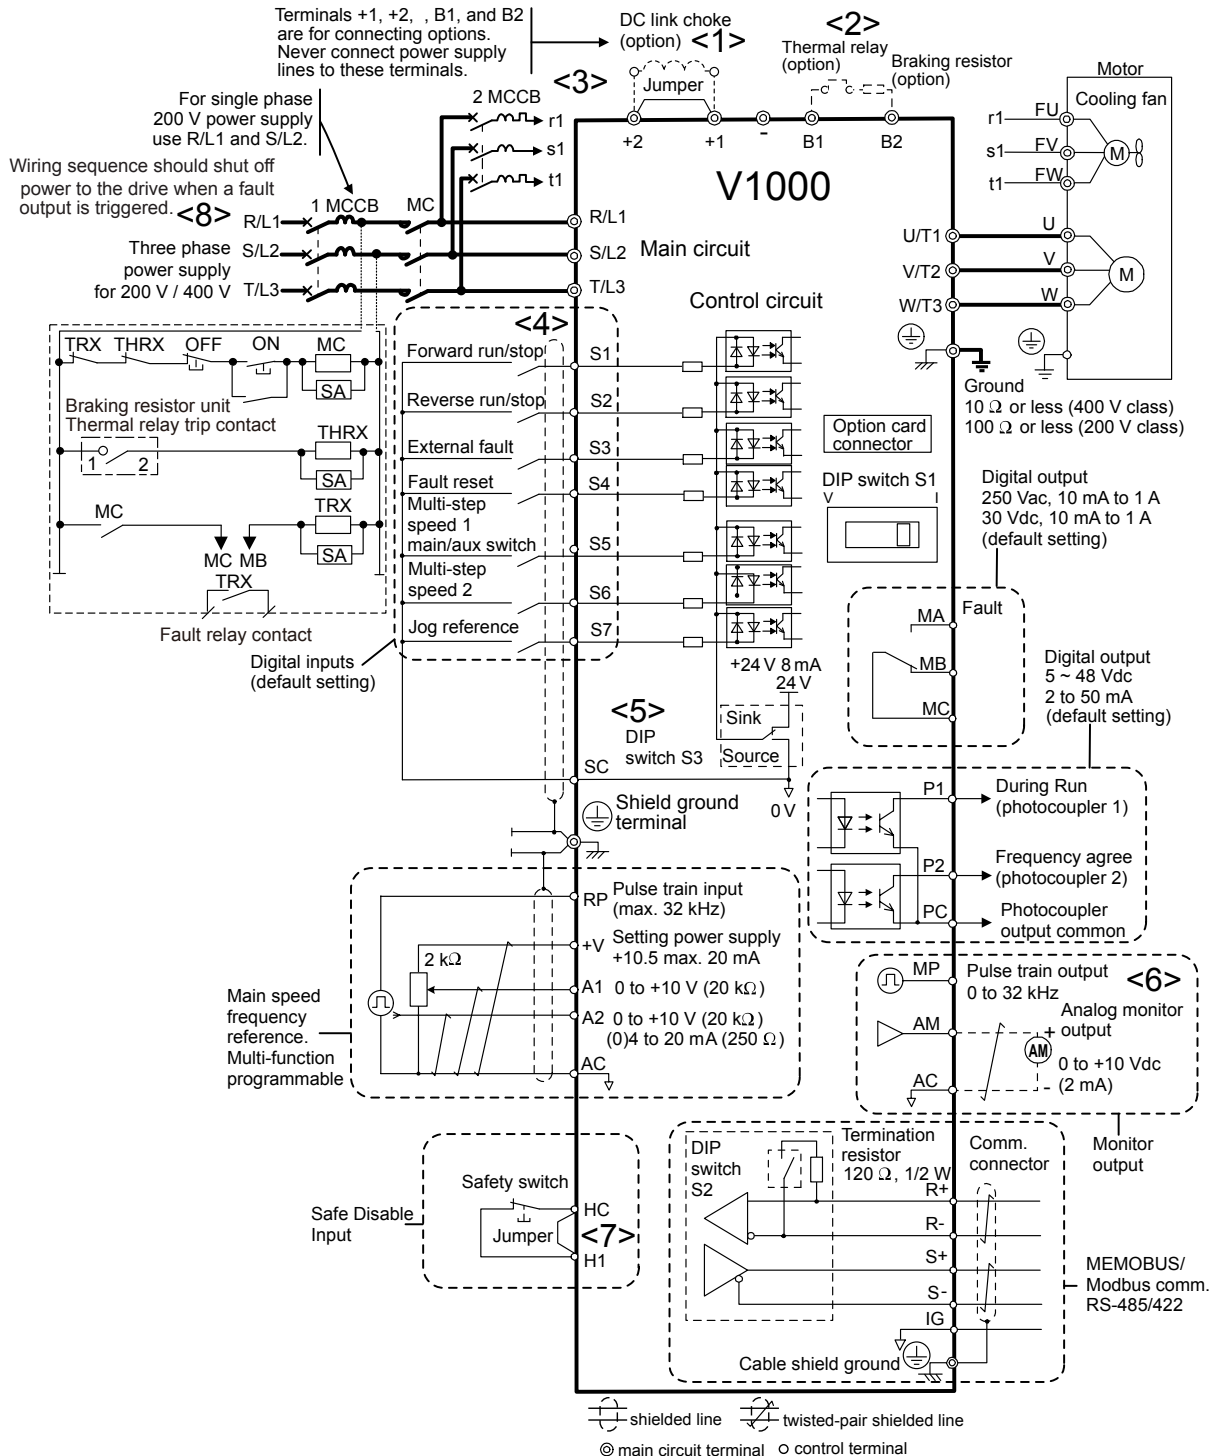 Terminals +1, +2, , B1, and B2
are for connecting options.
Never connect power supply
lines to these terminals.
DC link choke
(option) <1>
<2>
Thermal relay
(option)
Braking resistor
(option)
Jumper
+2
+1
-
B1
B2
Motor
Cooling fan
r1
FU
s1
FV
t1
FW
M
<3>
2 MCCB
r1
s1
t1
For single phase
200 V power supply
use R/L1 and S/L2.
Wiring sequence should shut off
power to the drive when a fault
output is triggered. <8>
1 MCCB
MC
R/L1
S/L2
T/L3
Three phase
power supply
for 200 V / 400 V
R/L1
S/L2
T/L3
V1000
Main circuit
Control circuit
U/T1
V/T2
W/T3
U
V
W
M
Ground
10 Ω or less (400 V class)
100 Ω or less (200 V class)
TRX
THRX
OFF
ON
MC
SA
Braking resistor unit
Thermal relay trip contact
1
2
THRX
SA
MC
TRX
SA
MC
MB
TRX
Fault relay contact
<4>
Forward run/stop
S1
Reverse run/stop
S2
External fault
S3
Fault reset
S4
Multi-step
speed 1
main/aux switch
S5
Multi-step
speed 2
S6
Jog reference
S7
Digital inputs
(default setting)
Option card
connector
DIP switch S1
V
I
Digital output
250 Vac, 10 mA to 1 A
30 Vdc, 10 mA to 1 A
(default setting)
Fault
MA
MB
MC
+24 V 8 mA
24 V
Sink
Source
0 V
<5>
DIP
switch S3
SC
Shield ground
terminal
Digital output
5 ~ 48 Vdc
2 to 50 mA
(default setting)
P1
During Run
(photocoupler 1)
P2
Frequency agree
(photocoupler 2)
PC
Photocoupler
output common
Main speed
frequency
reference.
Multi-function
programmable
2 kΩ
RP
Pulse train input
(max. 32 kHz)
+V
Setting power supply
+10.5 max. 20 mA
A1
0 to +10 V (20 kΩ)
A2
0 to +10 V (20 kΩ)
(0)4 to 20 mA (250 Ω)
AC
MP
Pulse train output
0 to 32 kHz
<6>
AM
Analog monitor
output
+
AM
0 to +10 Vdc
(2 mA)
-
AC
Monitor
output
Safe Disable
Input
Safety switch
Jumper
HC
<7>
H1
DIP
switch
S2
Termination
resistor
120 Ω, 1/2 W
Comm.
connector
R+
R-
S+
S-
IG
Cable shield ground
MEMOBUS/
Modbus comm.
RS-485/422
shielded line
twisted-pair shielded line
main circuit terminal
control terminal